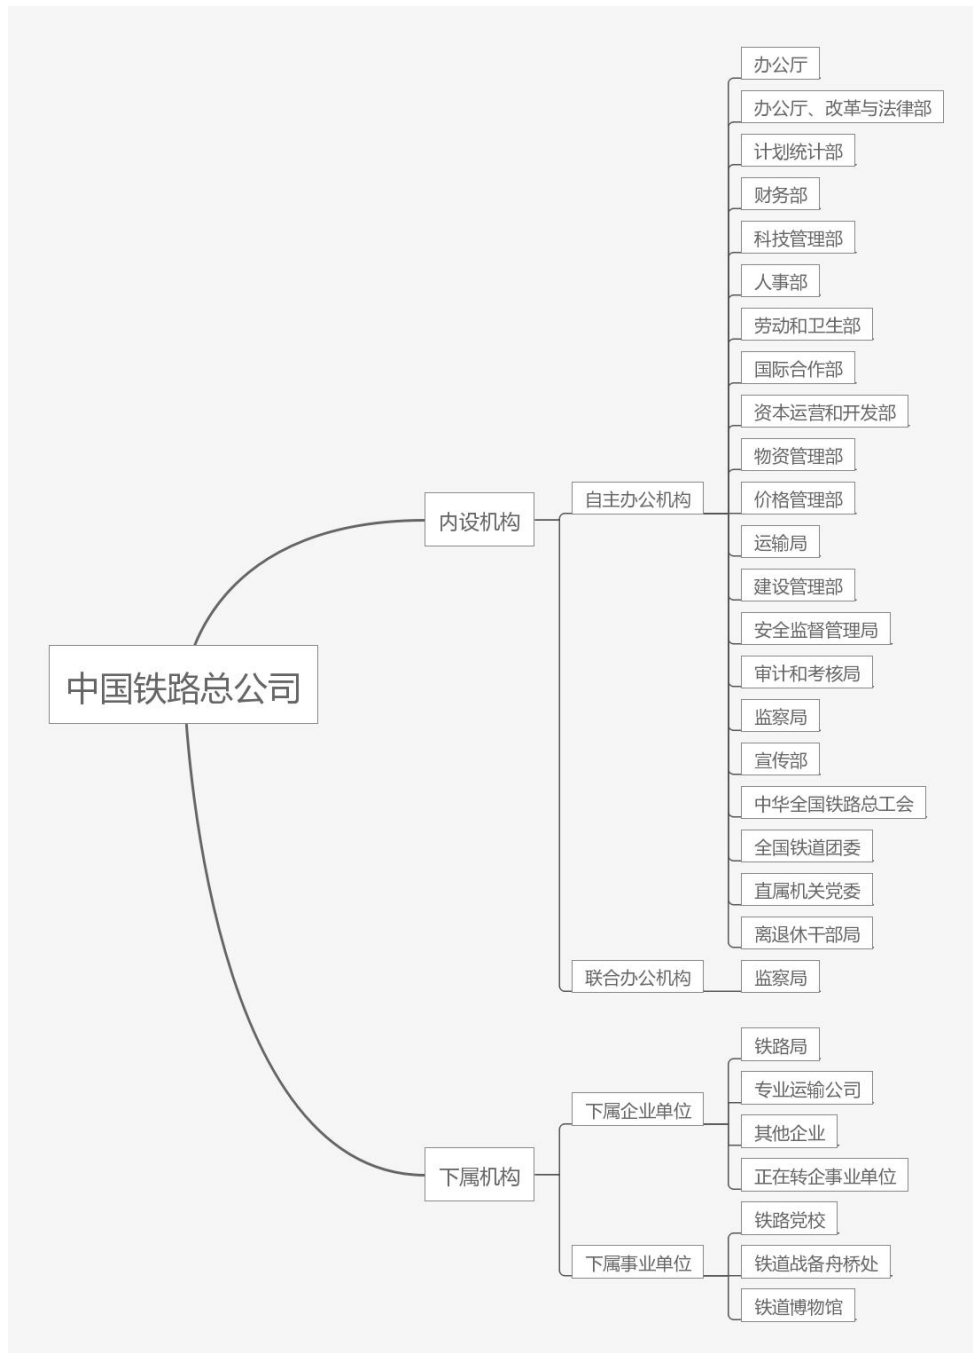 中国铁路总公司
内设机构
自主办公机构
办公厅
办公厅、改革与法律部
计划统计部
财务部
科技管理部
人事部
劳动和卫生部
国际合作部
资本运营和开发部
物资管理部
价格管理部
运输局
建设管理部
安全监督管理局
审计和考核局
监察局
宣传部
中华全国铁路总工会
全国铁道团委
直属机关党委
离退休干部局
联合办公机构
监察局
下属机构
下属企业单位
铁路局
专业运输公司
其他企业
正在转企事业单位
下属事业单位
铁路党校
铁道战备舟桥处
铁道博物馆